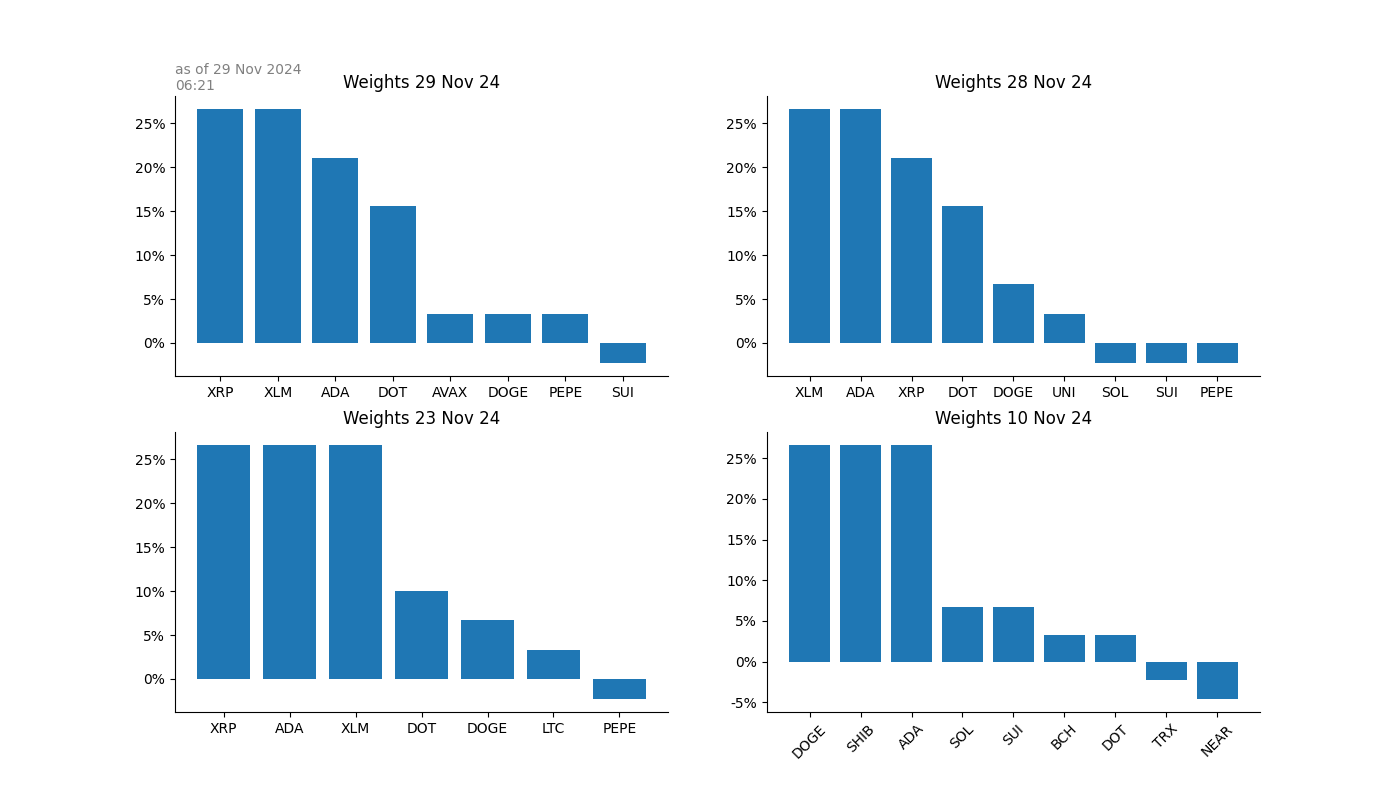 as of 29 Nov 2024
06:21
Weights 29 Nov 24
25%
20%
15%
10%
5%
0%
XRP XLM ADA DOT AVAX DOGE PEPE SUI
Weights 28 Nov 24
25%
20%
15%
10%
5%
0%
XLM ADA XRP DOT DOGE UNI SOL SUI PEPE
Weights 23 Nov 24
25%
20%
15%
10%
5%
0%
XRP ADA XLM DOT DOGE LTC PEPE
Weights 10 Nov 24
25%
20%
15%
10%
5%
0%
-5%
DOGE SHIB ADA SOL SUI BCH DOT TRX NEAR